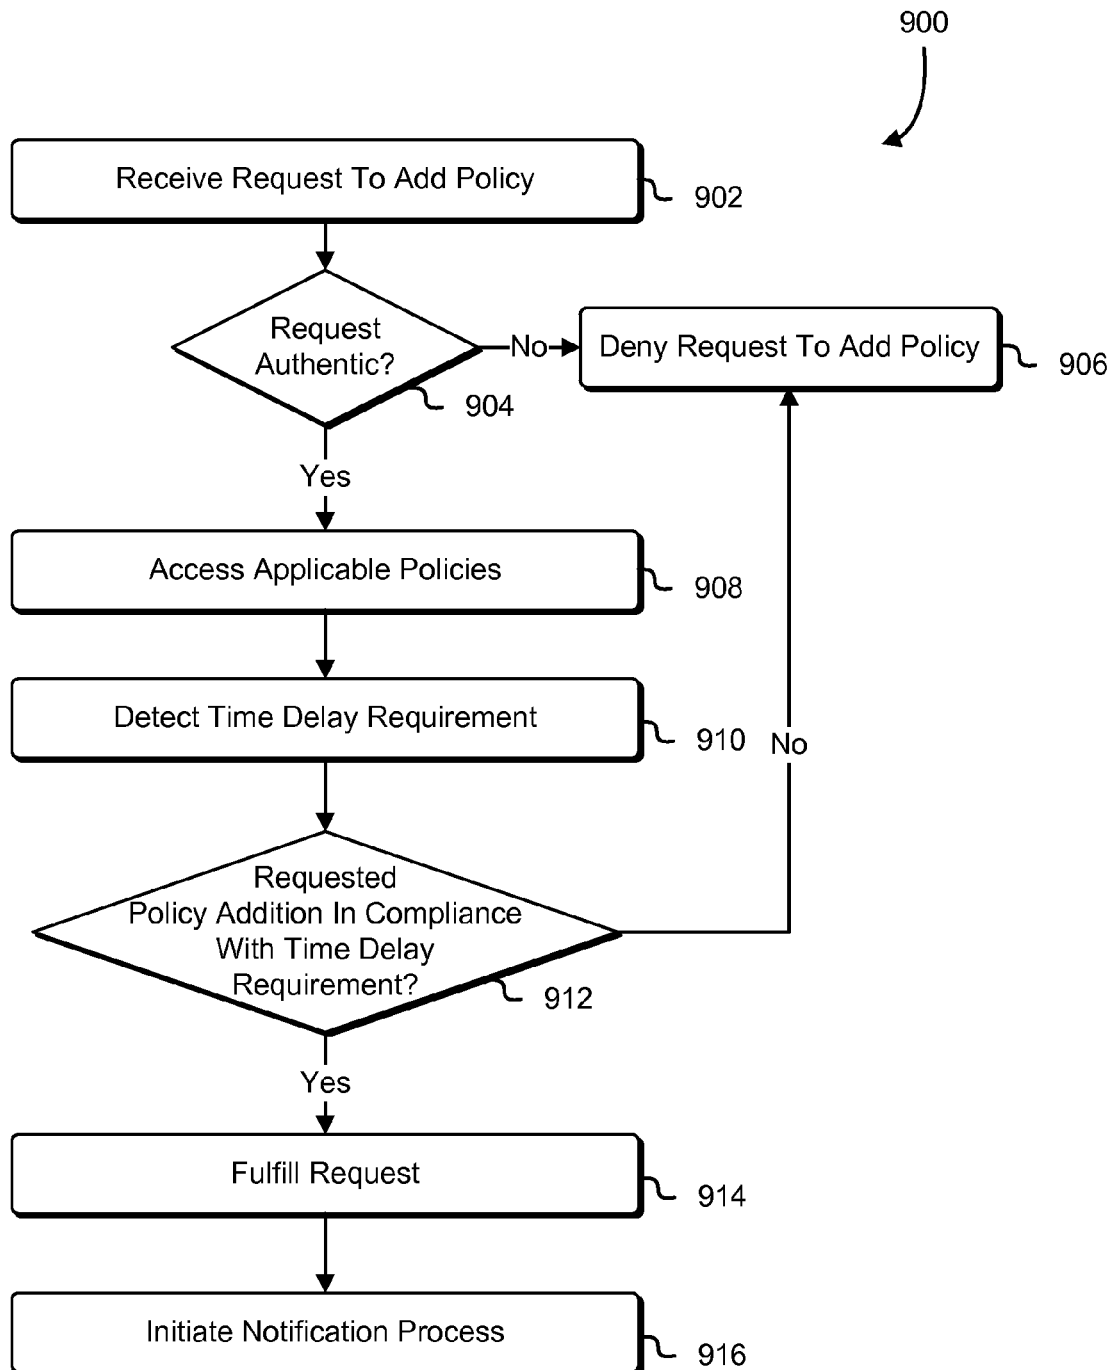 900
Receive Request To Add Policy
902
Request
Authentic?
904
No
Deny Request To Add Policy
906
Yes
Access Applicable Policies
908
Detect Time Delay Requirement
910
No
Requested
Policy Addition In Compliance
With Time Delay
Requirement?
912
Yes
Fulfill Request
914
Initiate Notification Process
916